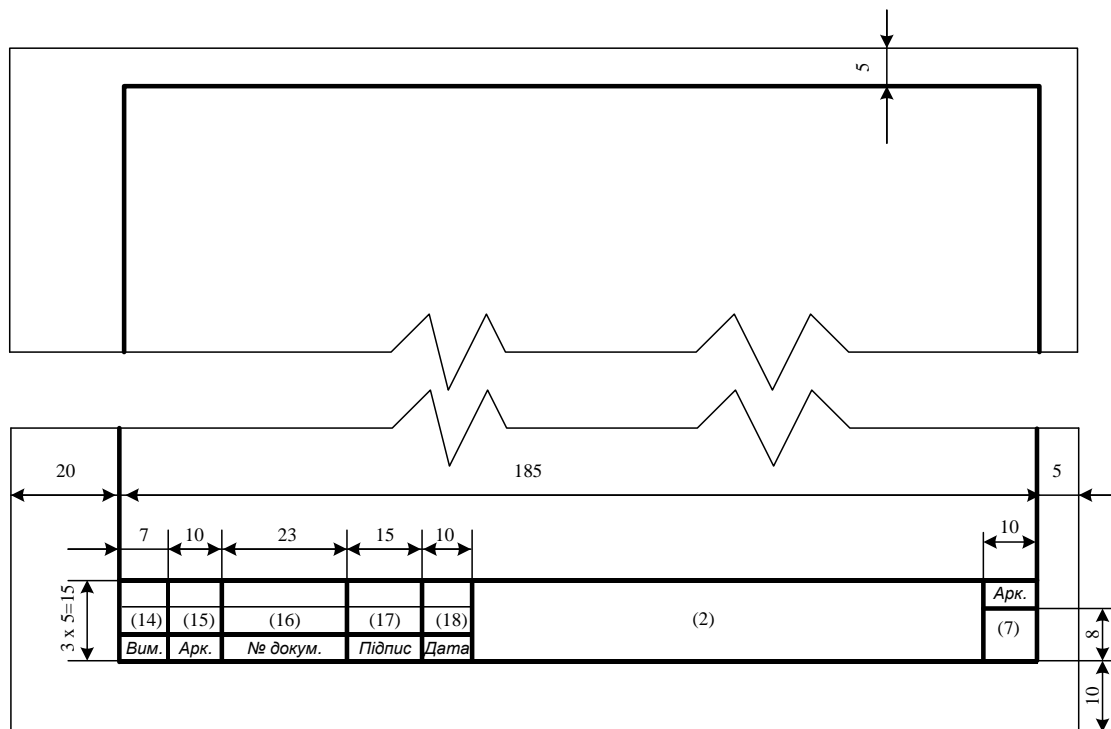 5
20 185 5
7 10 23 15 10 10
3 x 5=15
Арк.
(14) (15) (16) (17) (18) (2) (7) 8
Вим. Арк. № докум. Підпис Дата
10